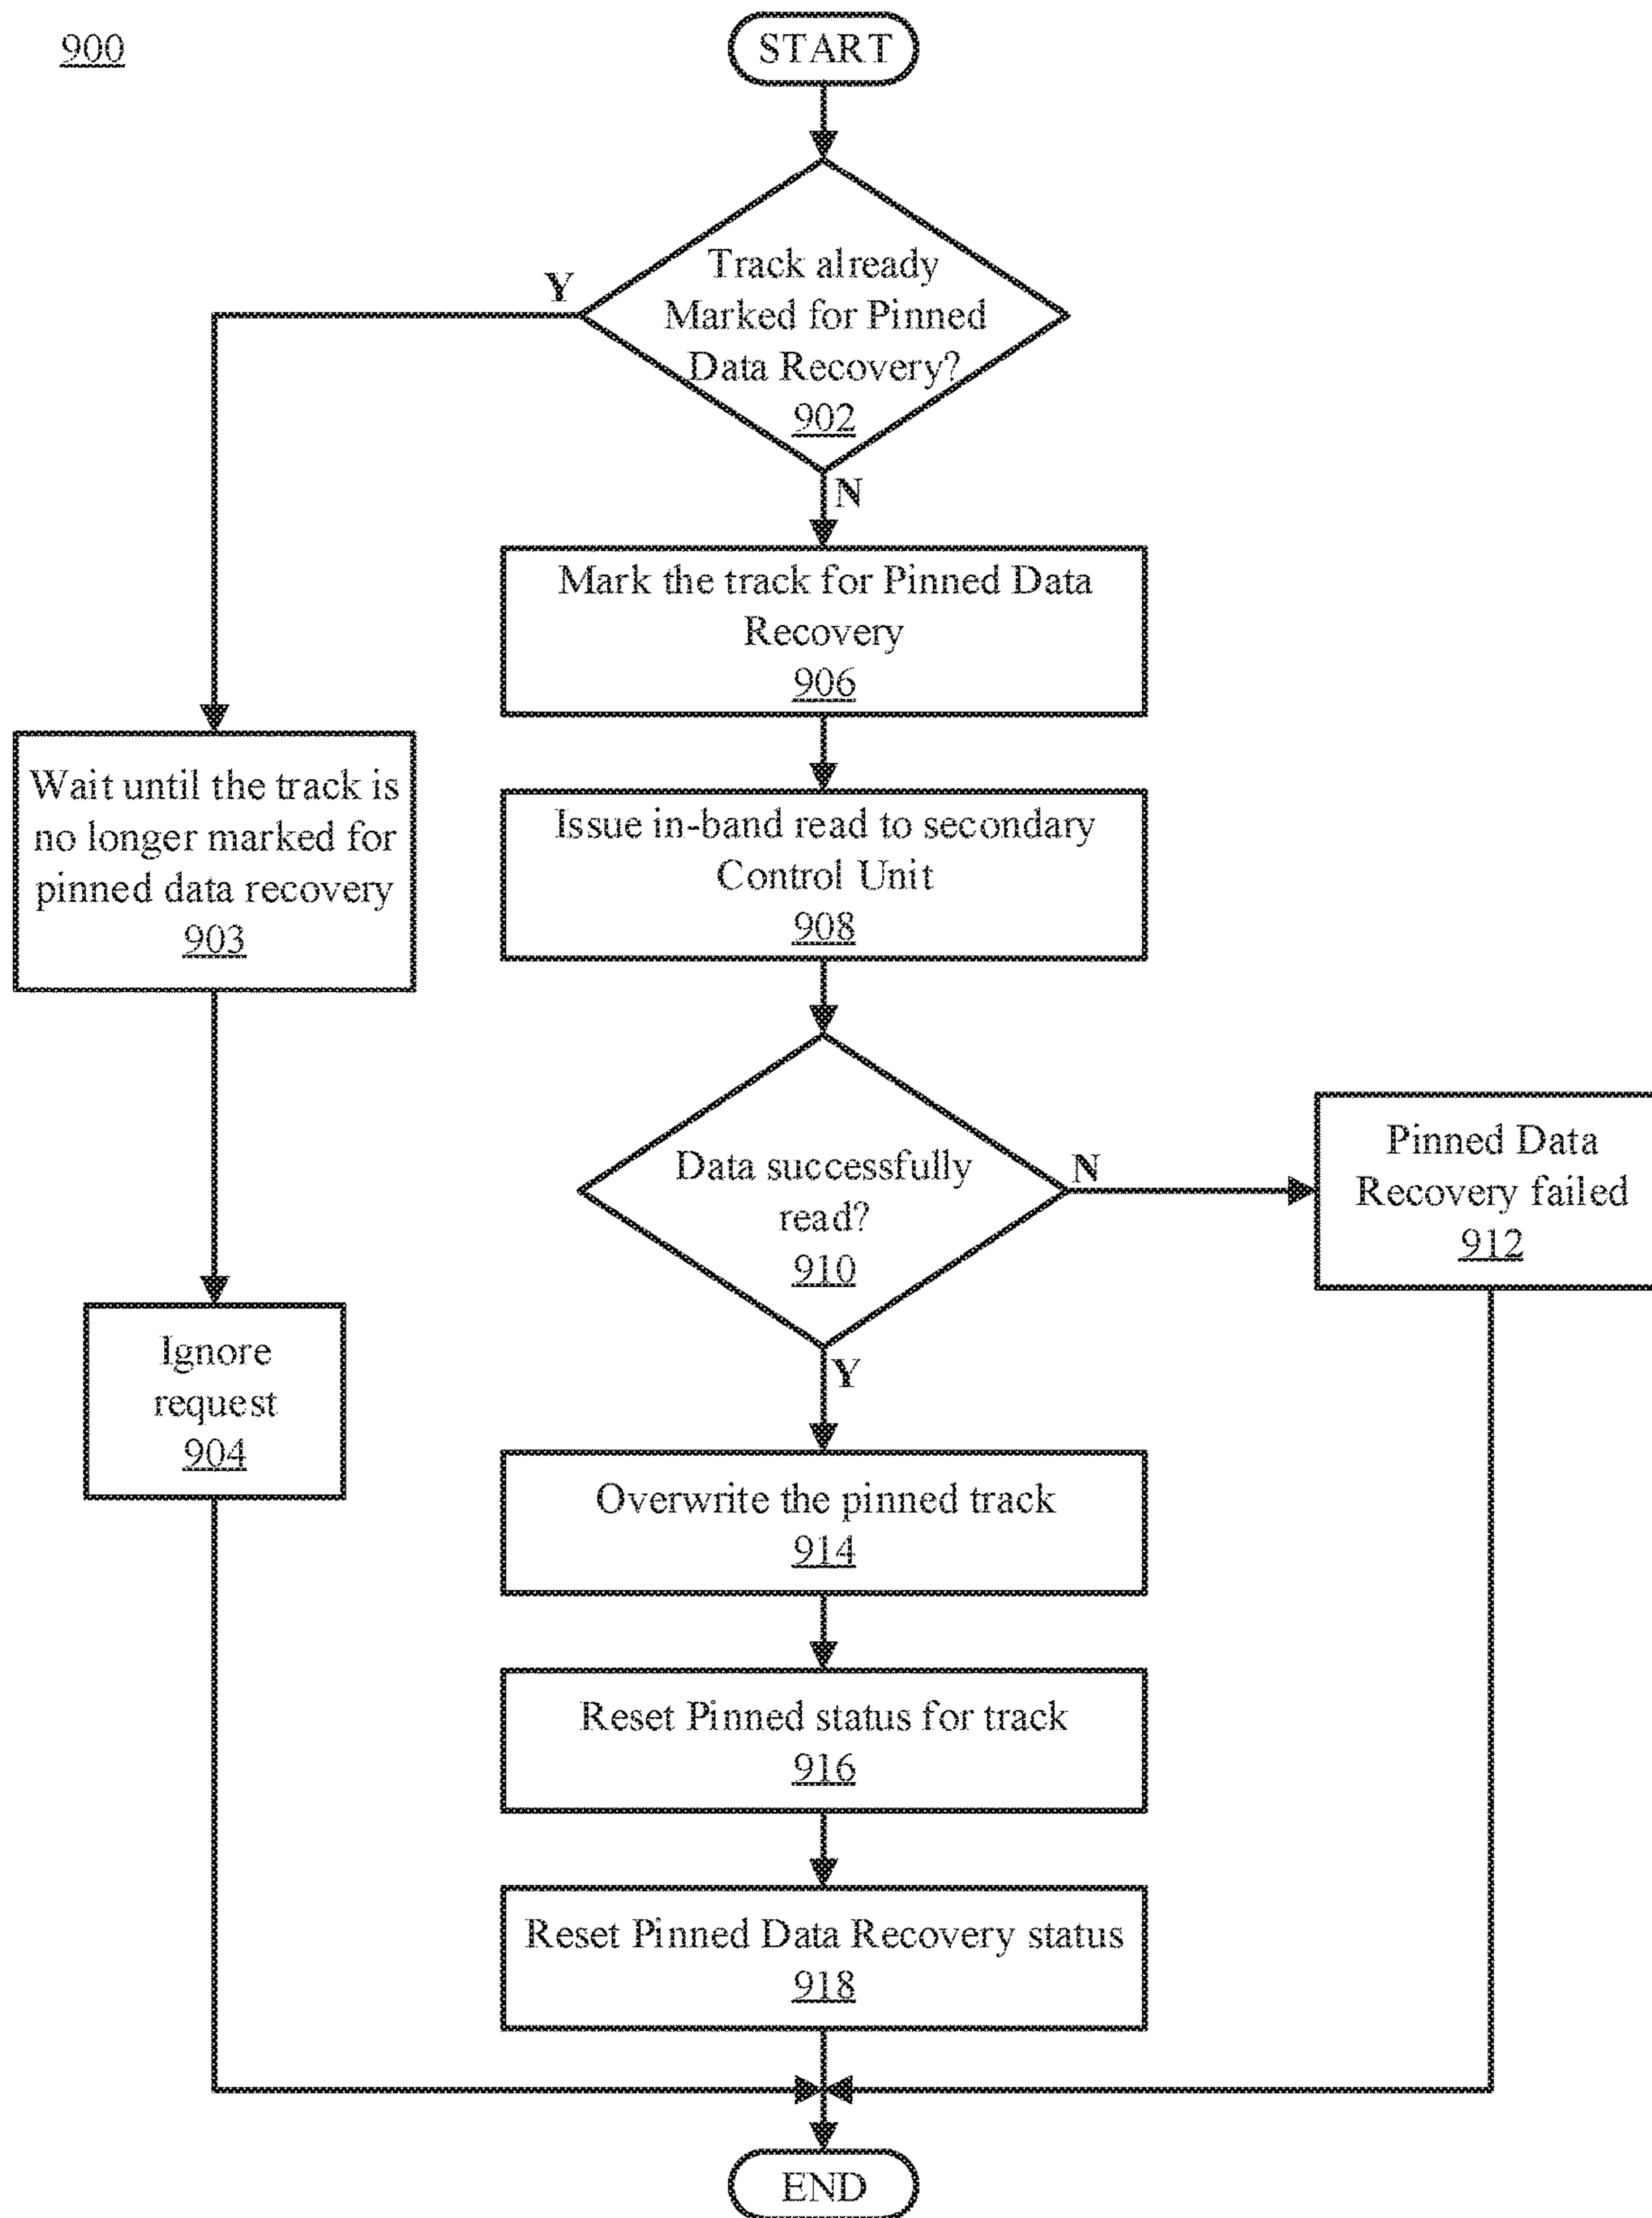 900
START
Track already
Marked for Pinned
Data Recovery?
902
Y
N
Mark the track for Pinned Data
Recovery
906
Wait until the track is
no longer marked for
pinned data recovery
903
Issue in-band read to secondary
Control Unit
908
Data successfully
read?
910
N
Y
Pinned Data
Recovery failed
912
Ignore
request
904
Overwrite the pinned track
914
Reset Pinned status for track
916
Reset Pinned Data Recovery status
918
END